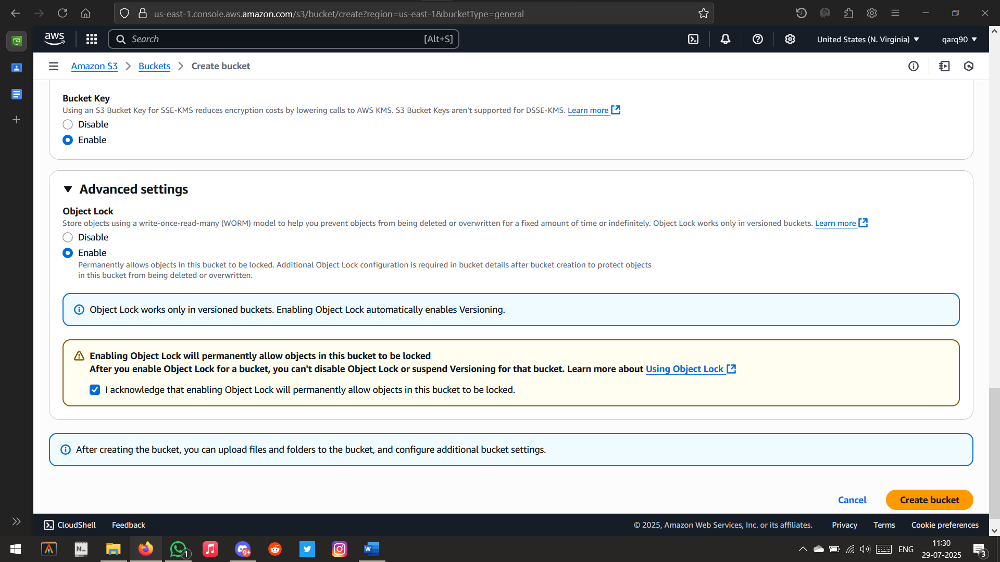 us-east-1.console.aws.amazon.com/s3/bucket/create?region=us-east-1&bucketType=general
aws
Search
[Alt+S]
United States (N. Virginia)
qarq90
Amazon S3
Buckets
Create bucket
Bucket Key
Using an S3 Bucket Key for SSE-KMS reduces encryption costs by lowering calls to AWS KMS. S3 Bucket Keys aren't supported for DSSE-KMS. Learn more
Disable
Enable
Advanced settings
Object Lock
Store objects using a write-once-read-many (WORM) model to help you prevent objects from being deleted or overwritten for a fixed amount of time or indefinitely. Object Lock works only in versioned buckets. Learn more
Disable
Enable
Permanently allows objects in this bucket to be locked. Additional Object Lock configuration is required in bucket details after bucket creation to protect objects
in this bucket from being deleted or overwritten.
Object Lock works only in versioned buckets. Enabling Object Lock automatically enables Versioning.
Enabling Object Lock will permanently allow objects in this bucket to be locked
After you enable Object Lock for a bucket, you can't disable Object Lock or suspend Versioning for that bucket. Learn more about Using Object Lock
I acknowledge that enabling Object Lock will permanently allow objects in this bucket to be locked.
After creating the bucket, you can upload files and folders to the bucket, and configure additional bucket settings.
Cancel
Create bucket
CloudShell
Feedback
© 2025, Amazon Web Services, Inc. or its affiliates.
Privacy
Terms
Cookie preferences
N_
1
9+
W
ENG
11:30
29-07-2025
3